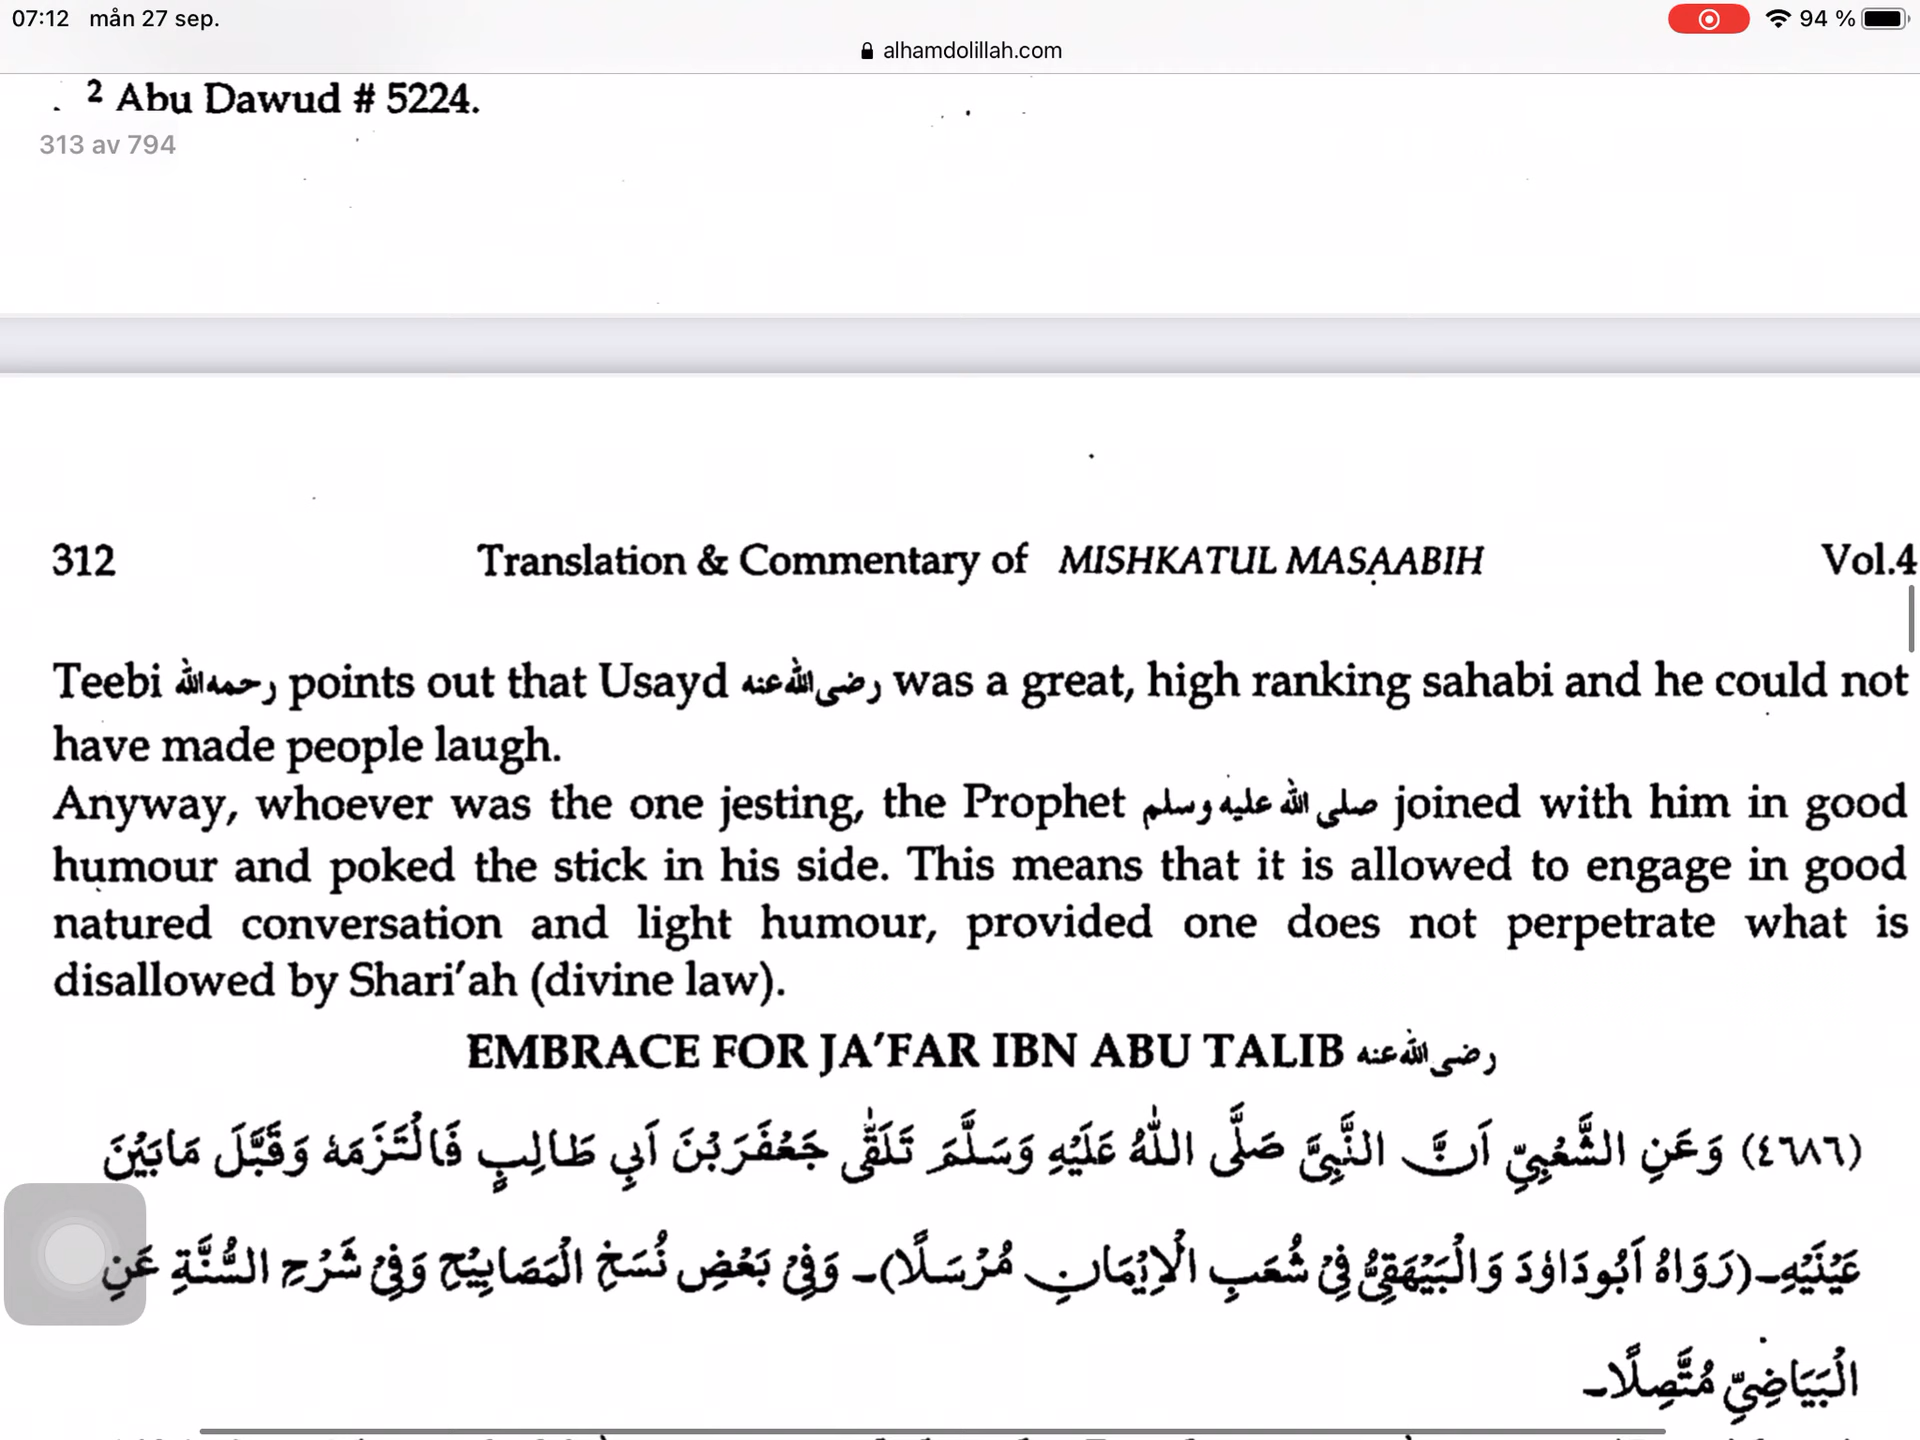 07:12 mån 27 sep.
94 %
alhamdolillah.com
. ² Abu Dawud # 5224.
313 av 794
312 Translation & Commentary of MISHKATUL MASAABIH Vol.4
Teebi رحمه الله points out that Usayd رضی الله عنه was a great, high ranking sahabi and he could not
have made people laugh.
Anyway, whoever was the one jesting, the Prophet صلی الله علیه وسلم joined with him in good
humour and poked the stick in his side. This means that it is allowed to engage in good
natured conversation and light humour, provided one does not perpetrate what is
disallowed by Shari'ah (divine law).
EMBRACE FOR JA'FAR IBN ABU TALIB رضی الله عنه
(٤٦٨٦) وَعَنِ الشَّعْبِيِّ اَنَّ النَّبِيَّ صَلَّى اللّٰهُ عَلَيْهِ وَسَلَّمَ تَلَقّٰى جَعْفَرَ بْنَ اَبِي طَالِبٍ فَالْتَزَمَهٗ وَقَبَّلَ مَابَيْنَ
عَيْنَيْهِ۔(رَوَاهُ اَبُودَاوٗدَ وَالْبَيْهَقِيُّ فِيْ شُعَبِ الْاِيْمَانِ مُرْسَلًا)۔ وَفِيْ بَعْضِ نُسَخِ الْمَصَابِيْحِ وَفِيْ شَرْحِ السُّنَّةِ عَنِ
الْبَيَاضِيِّ مُتَّصِلًا۔